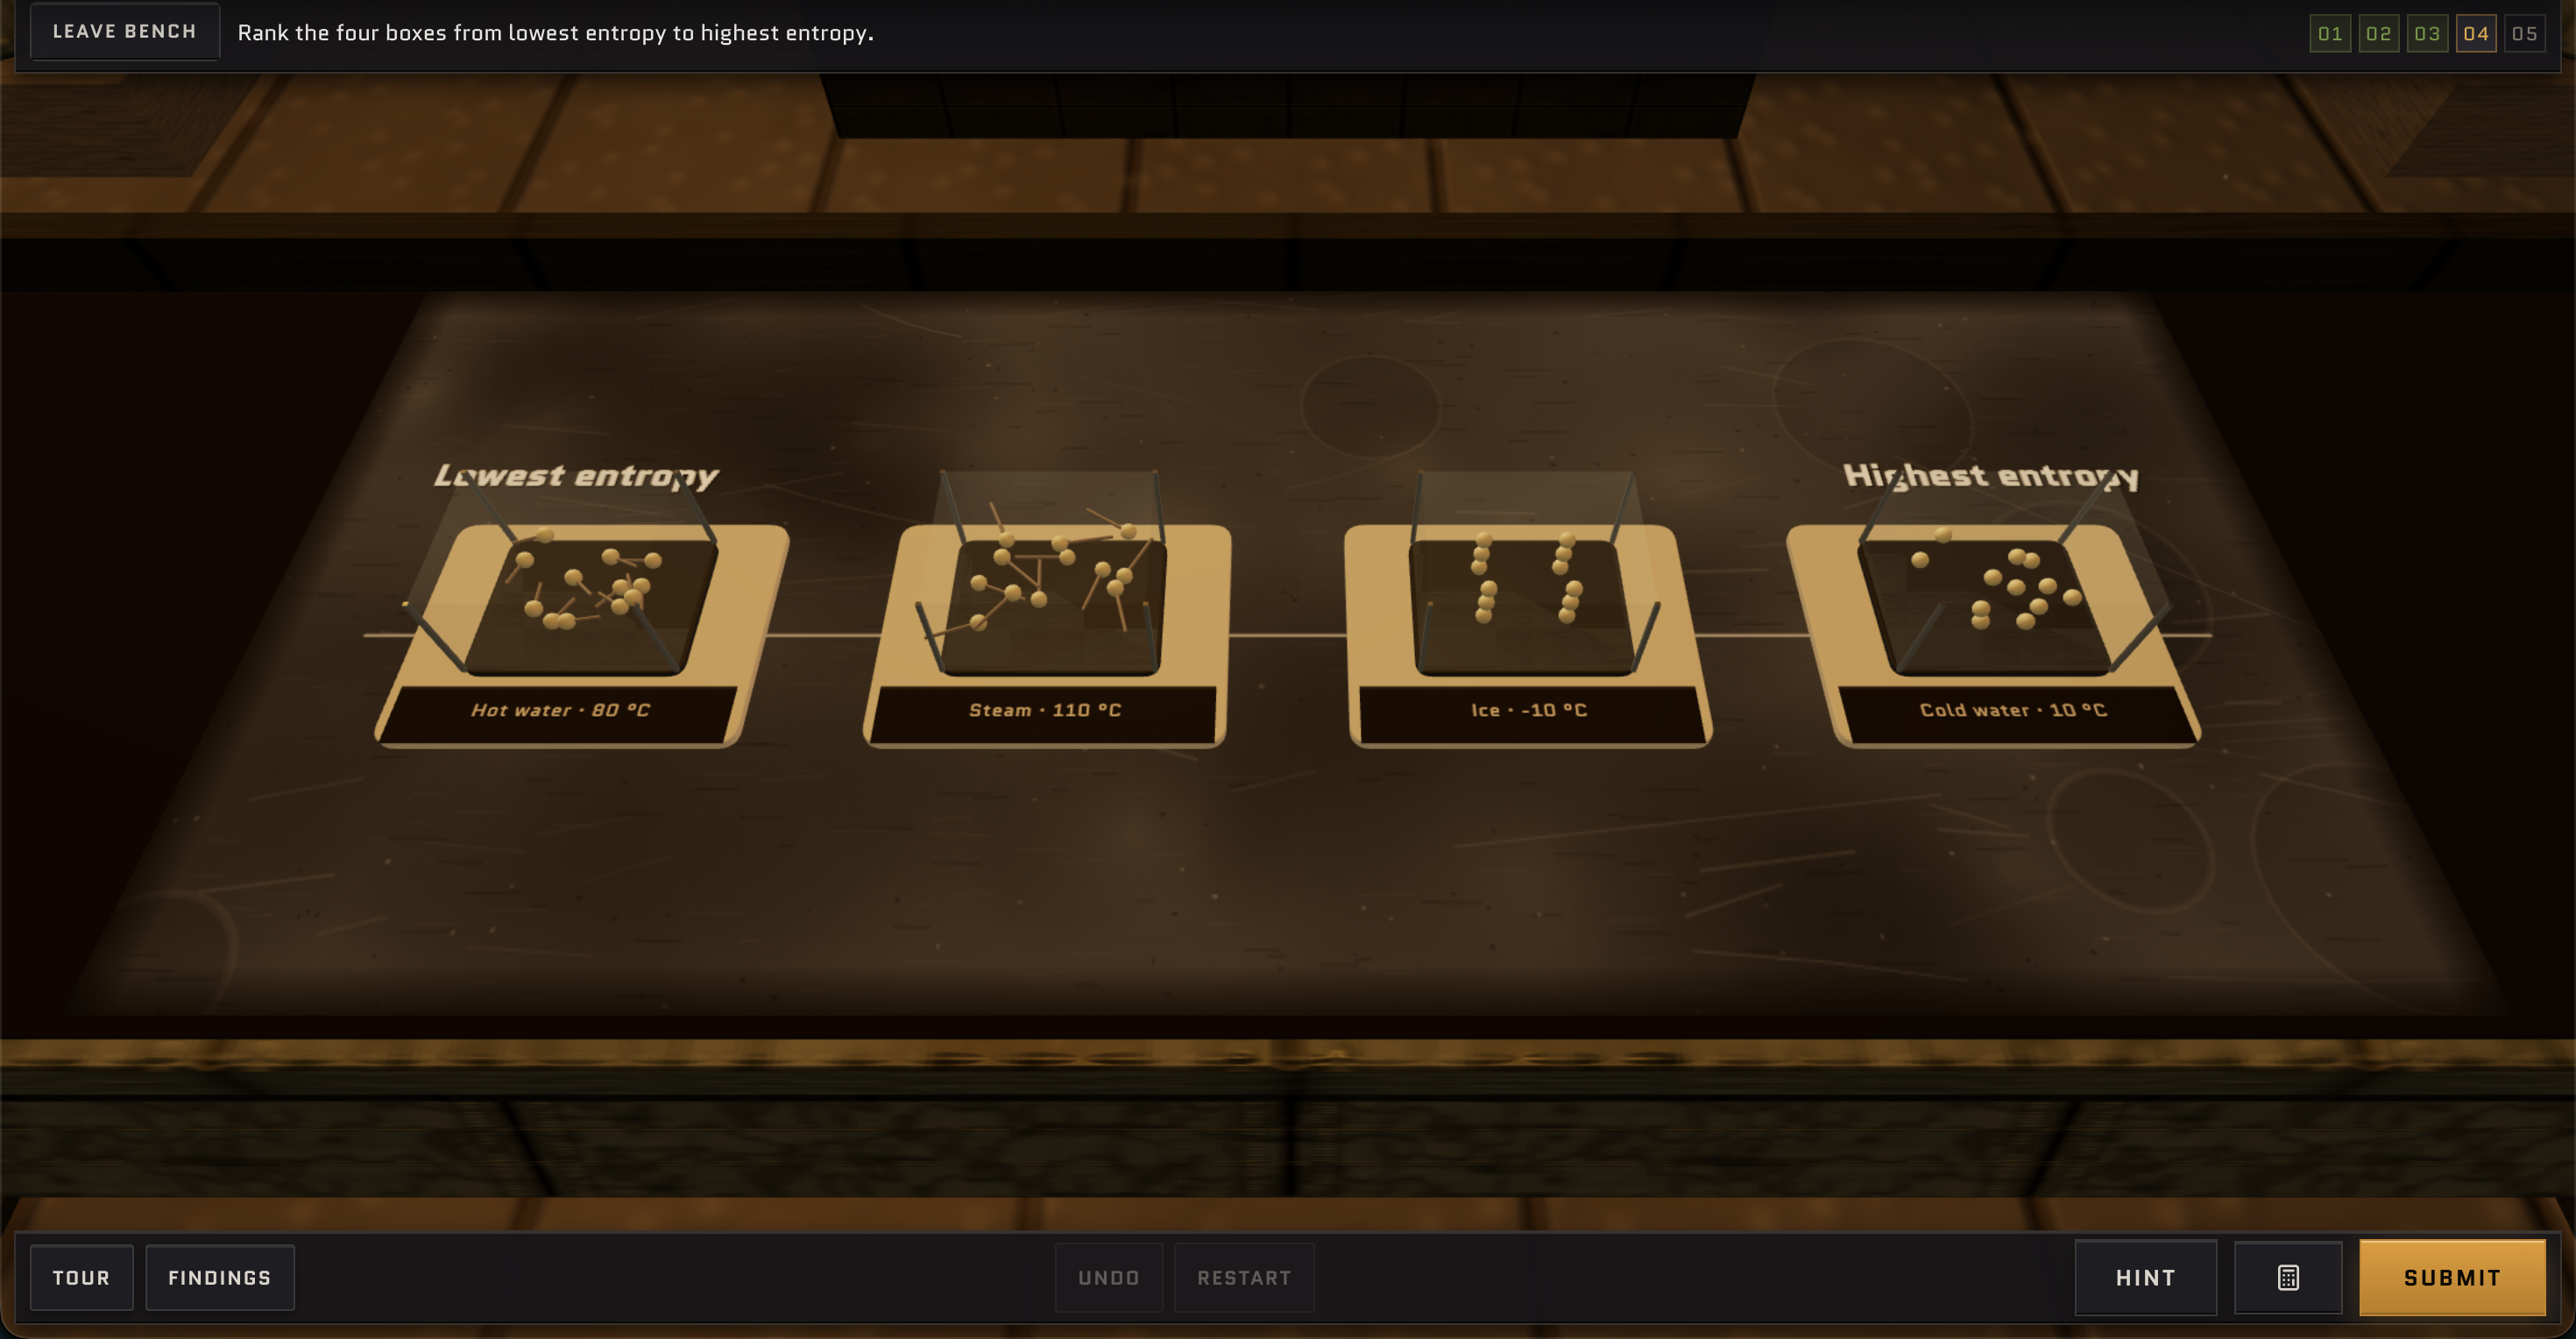 LEAVE BENCH
Rank the four boxes from lowest entropy to highest entropy.
01 02 03 04 05
Lowest entropy
Highest entropy
Hot water · 80 °C
Steam · 110 °C
Ice · -10 °C
Cold water · 10 °C
TOUR
FINDINGS
UNDO
RESTART
HINT
SUBMIT